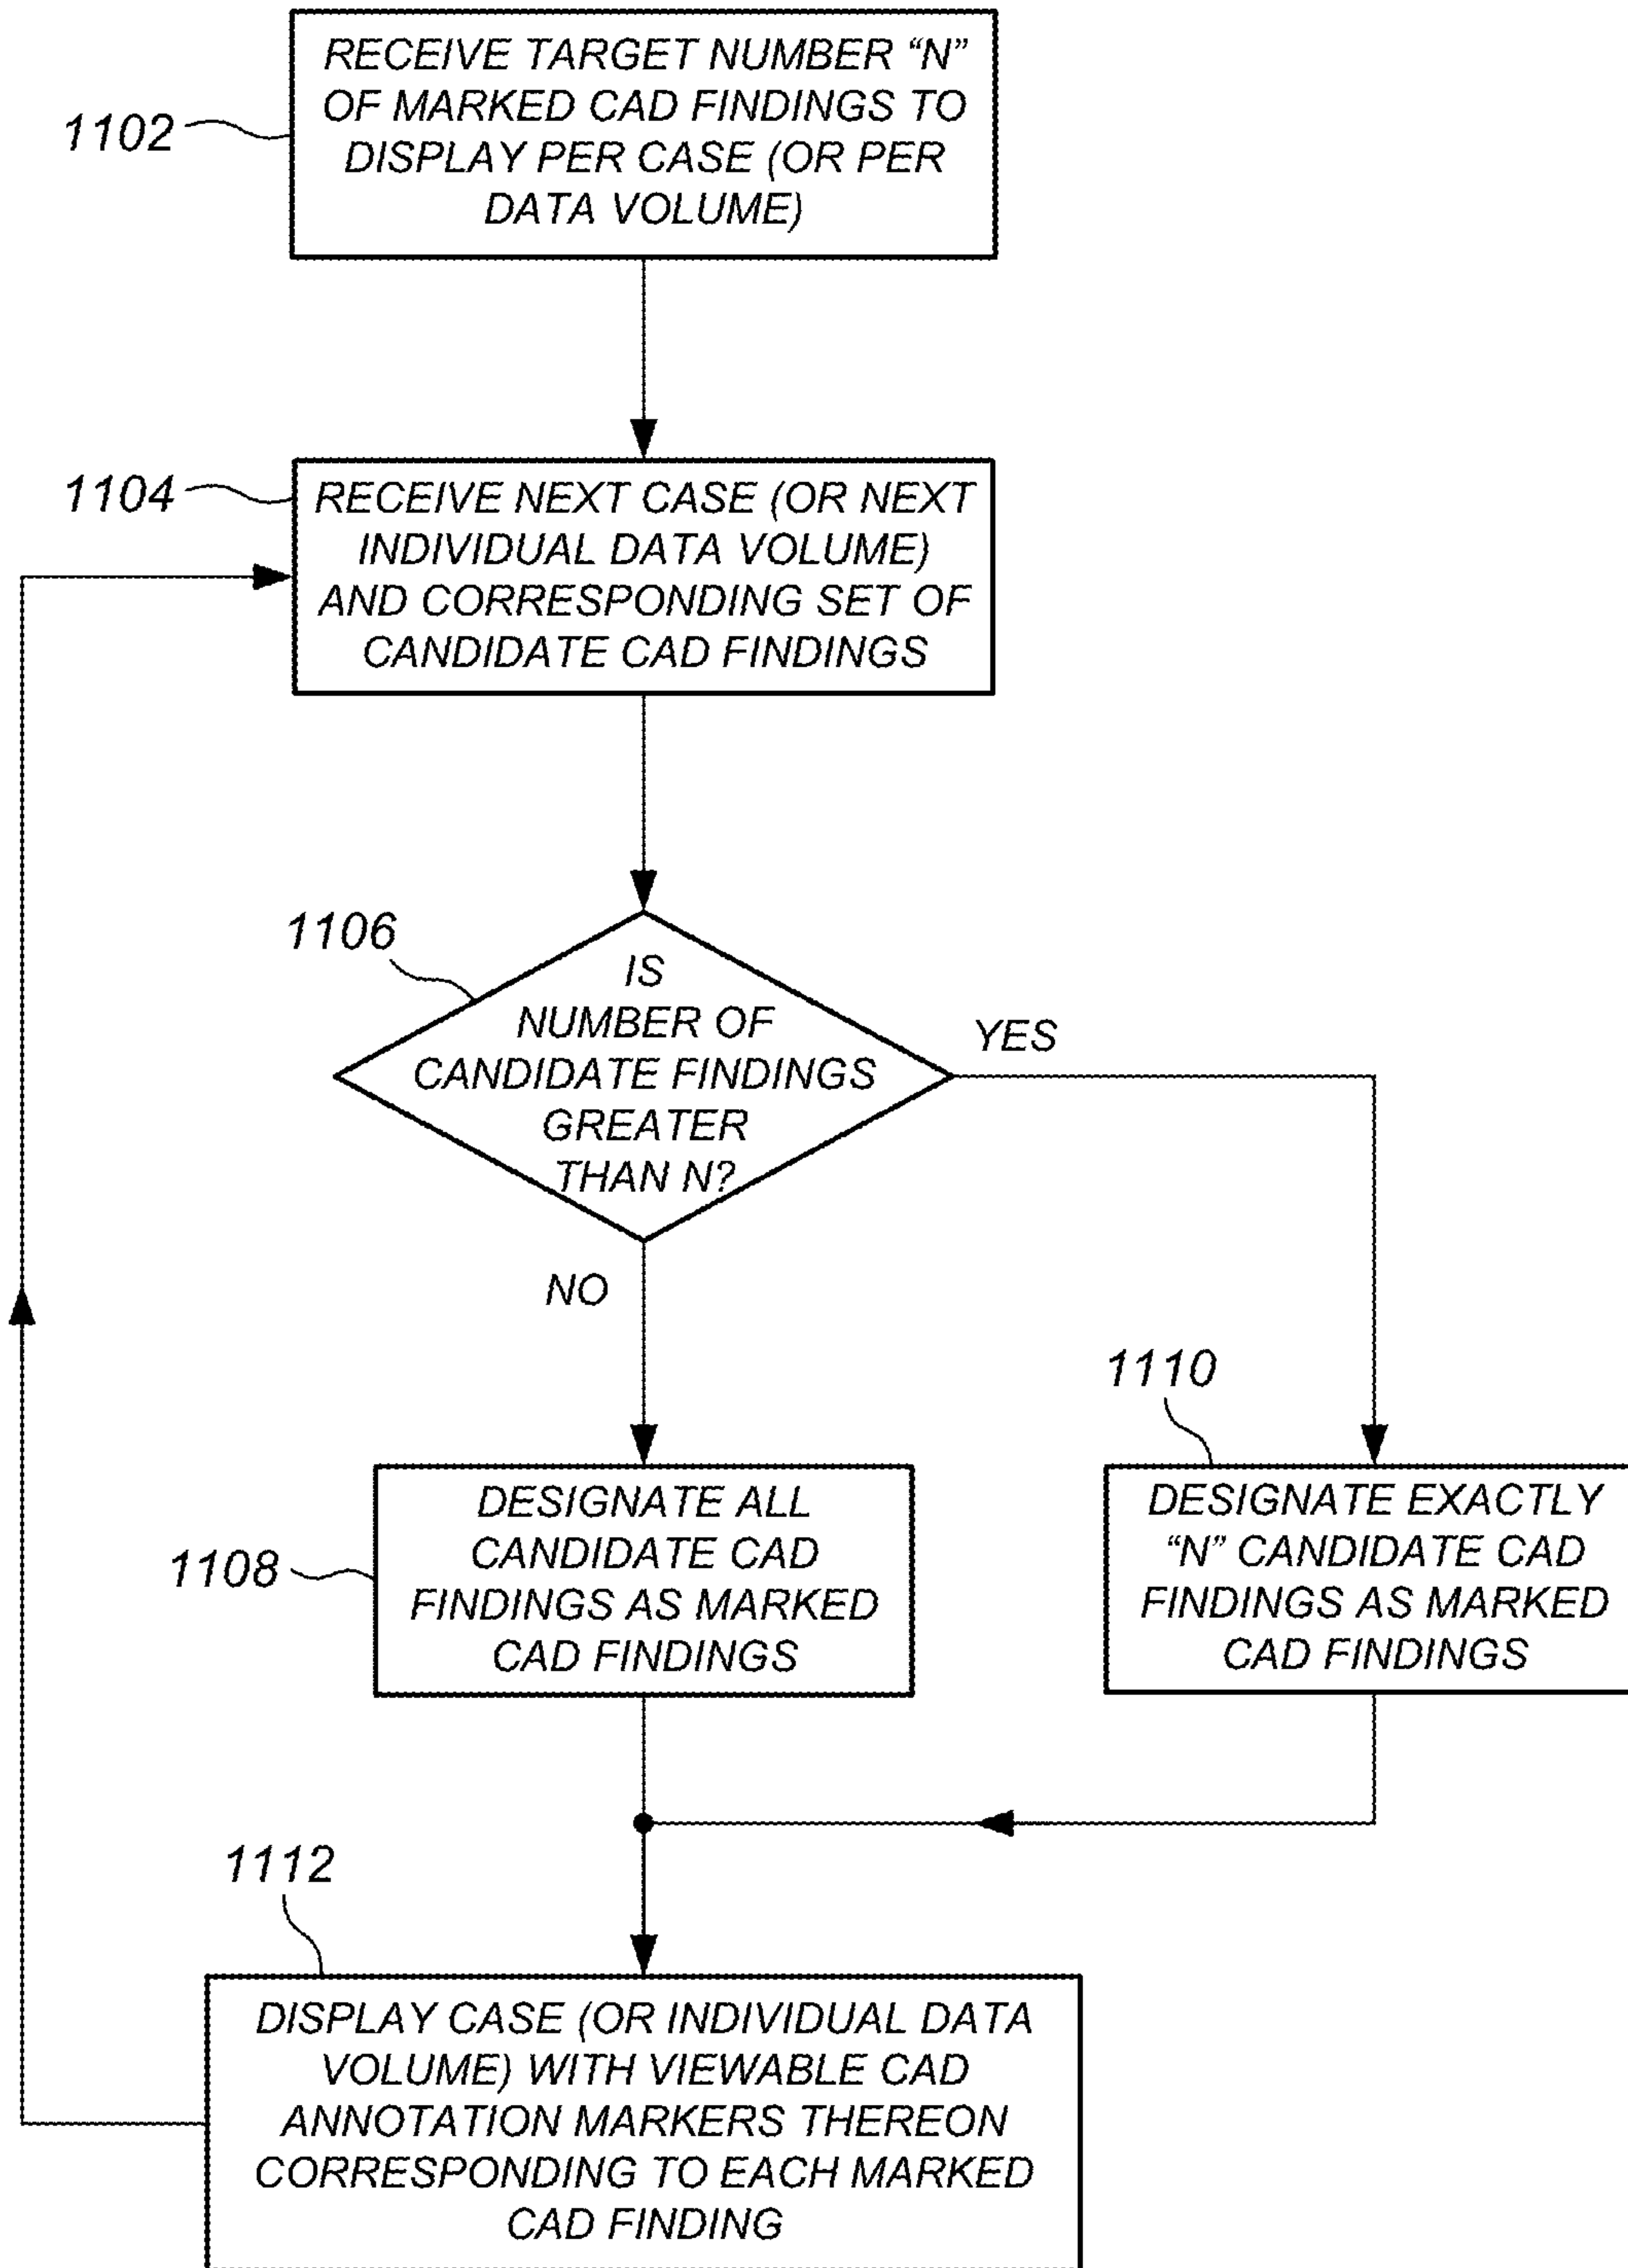 1102
RECEIVE TARGET NUMBER “N”
OF MARKED CAD FINDINGS TO
DISPLAY PER CASE (OR PER
DATA VOLUME)
1104
RECEIVE NEXT CASE (OR NEXT
INDIVIDUAL DATA VOLUME)
AND CORRESPONDING SET OF
CANDIDATE CAD FINDINGS
1106
IS
NUMBER OF
CANDIDATE FINDINGS
GREATER
THAN N?
YES
NO
1108
DESIGNATE ALL
CANDIDATE CAD
FINDINGS AS MARKED
CAD FINDINGS
1110
DESIGNATE EXACTLY
“N” CANDIDATE CAD
FINDINGS AS MARKED
CAD FINDINGS
1112
DISPLAY CASE (OR INDIVIDUAL DATA
VOLUME) WITH VIEWABLE CAD
ANNOTATION MARKERS THEREON
CORRESPONDING TO EACH MARKED
CAD FINDING